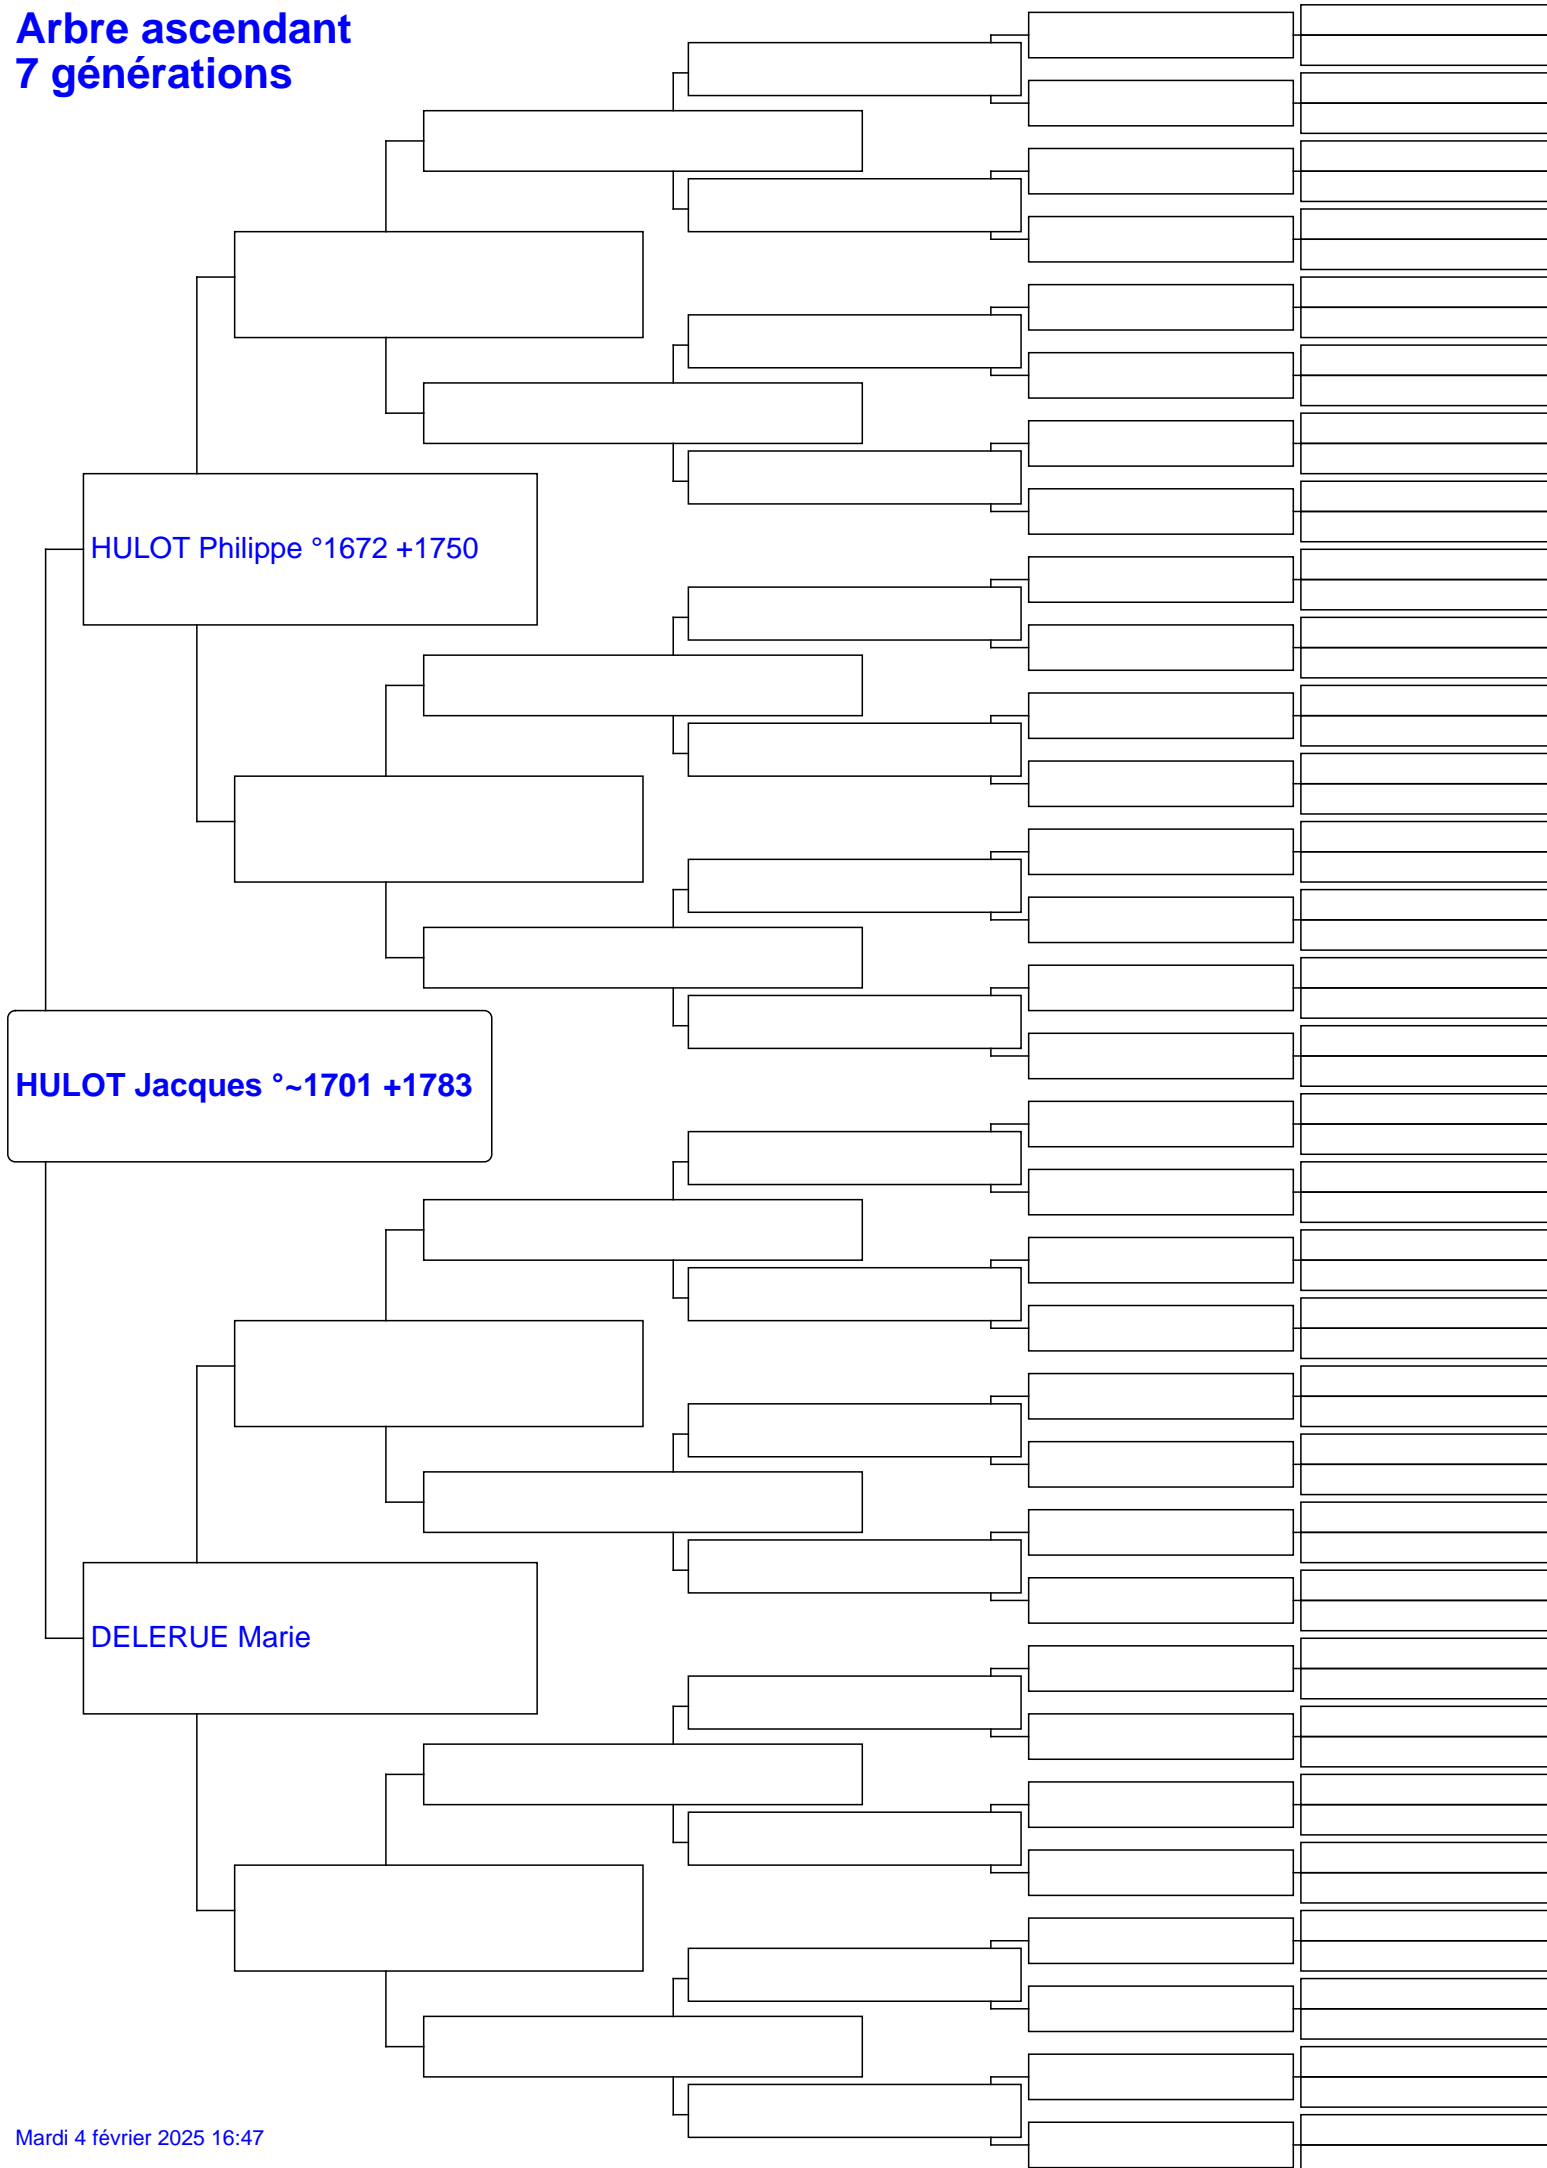 Arbre ascendant
7 générations
HULOT Philippe °1672 +1750
HULOT Jacques °~1701 +1783
DELERUE Marie
Mardi 4 février 2025 16:47